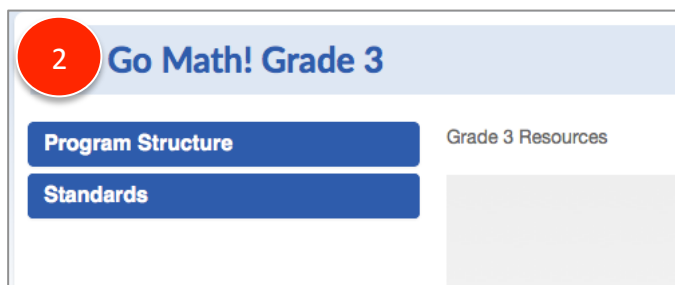 2
Go Math! Grade 3
Program Structure
Grade 3 Resources
Standards